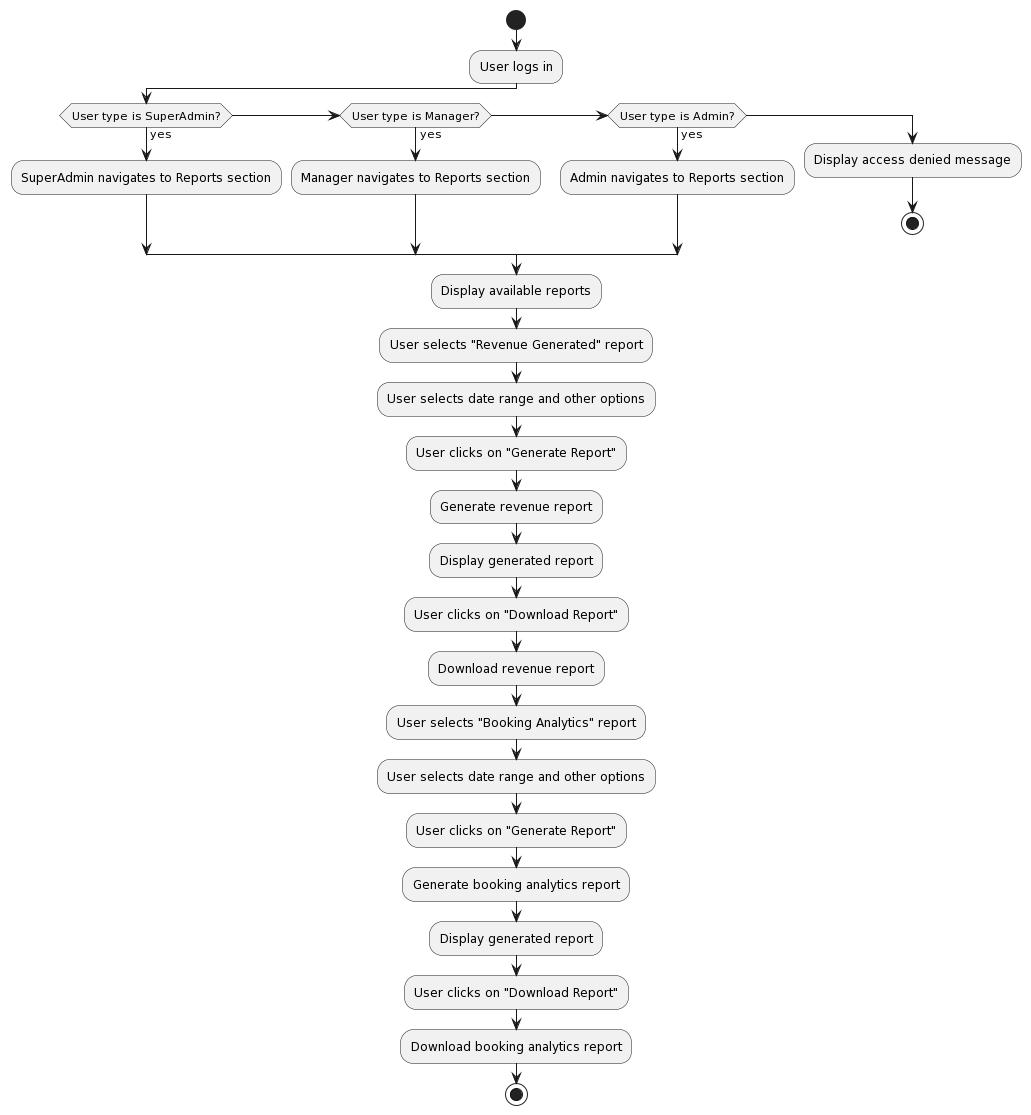 User logs in
User type is SuperAdmin?
User type is Manager?
User type is Admin?
yes
yes
yes
Display access denied message
SuperAdmin navigates to Reports section
Manager navigates to Reports section
Admin navigates to Reports section
Display available reports
User selects "Revenue Generated" report
User selects date range and other options
User clicks on "Generate Report"
Generate revenue report
Display generated report
User clicks on "Download Report"
Download revenue report
User selects "Booking Analytics" report
User selects date range and other options
User clicks on "Generate Report"
Generate booking analytics report
Display generated report
User clicks on "Download Report"
Download booking analytics report